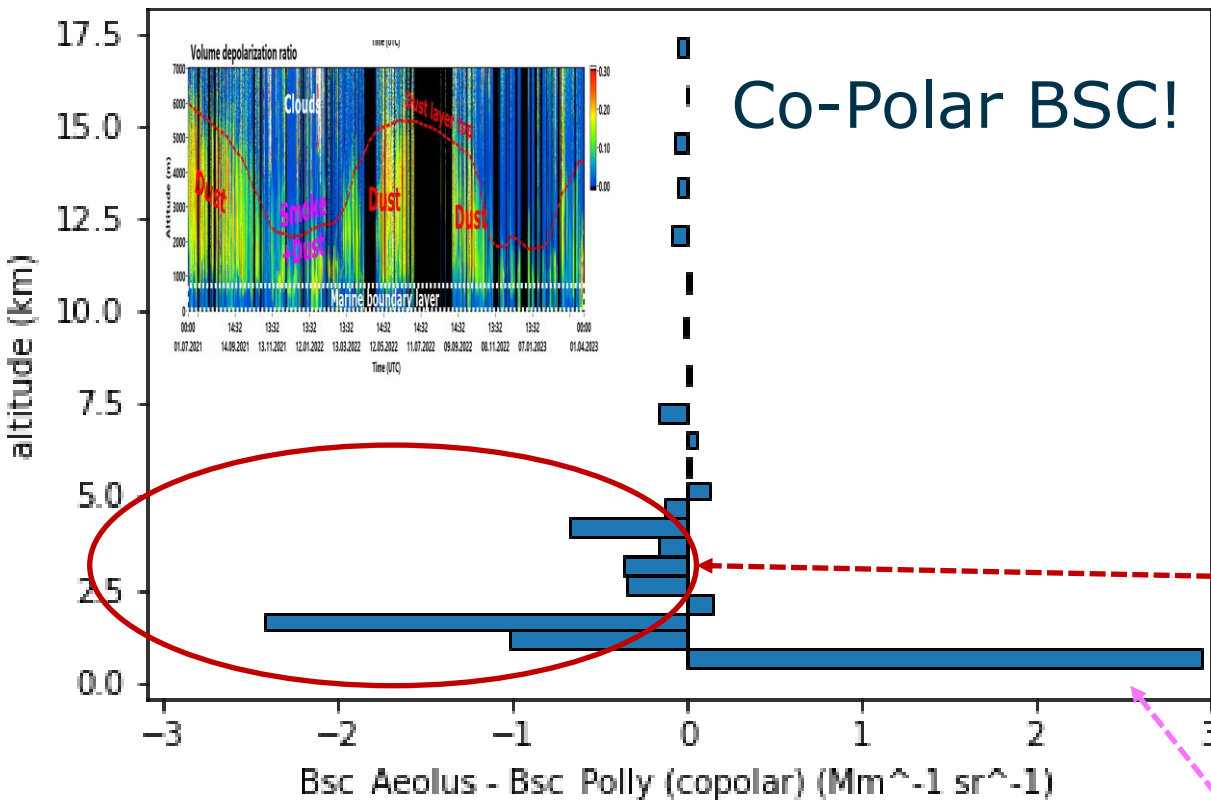 Co-Polar BSC!
Time (UTC)
Volume depolarization ratio
Clouds
Dust layer top
Dust
Smoke
+Dust
Dust
Dust
Marine boundary layer
Altitude (m)
7000
6000
5000
4000
3000
2000
1000
0
0.30
0.20
0.10
0.00
00:00 14:32 13:32 13:32 13:32 14:32 14:32 14:32 13:32 13:32 00:00
01.07.2021 14.09.2021 13.11.2021 12.01.2022 13.03.2022 12.05.2022 11.07.2022 09.09.2022 08.11.2022 07.01.2023 01.04.2023
Time (UTC)
altitude (km)
17.5
15.0
12.5
10.0
7.5
5.0
2.5
0.0
−3 −2 −1 0 1 2 3
Bsc_Aeolus - Bsc_Polly (copolar) (Mm^-1 sr^-1)